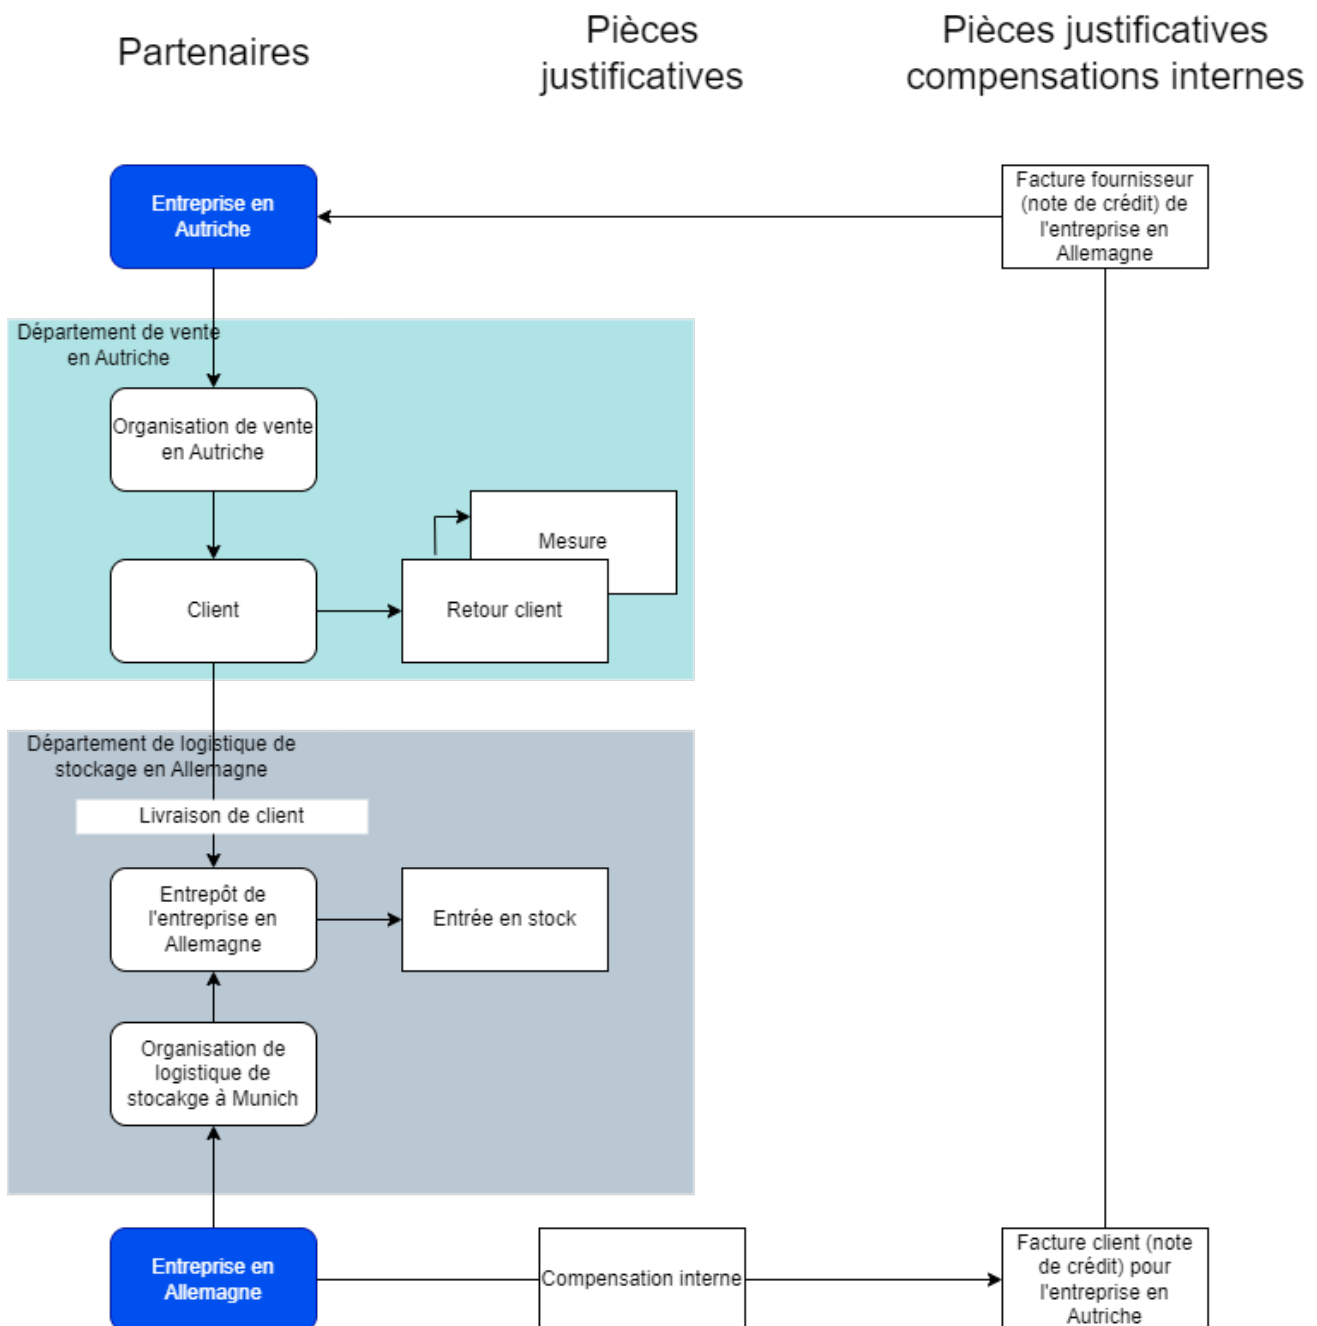 Partenaires
Pièces
justificatives
Pièces justificatives
compensations internes
Entreprise en
Autriche
Facture fournisseur
(note de crédit) de
l'entreprise en
Allemagne
Département de vente
en Autriche
Organisation de vente
en Autriche
Mesure
Client
Retour client
Département de logistique de
stockage en Allemagne
Livraison de client
Entrepôt de
l'entreprise en
Allemagne
Entrée en stock
Organisation de
logistique de
stocakge à Munich
Entreprise en
Allemagne
Compensation interne
Facture client (note
de crédit) pour
l'entreprise en
Autriche